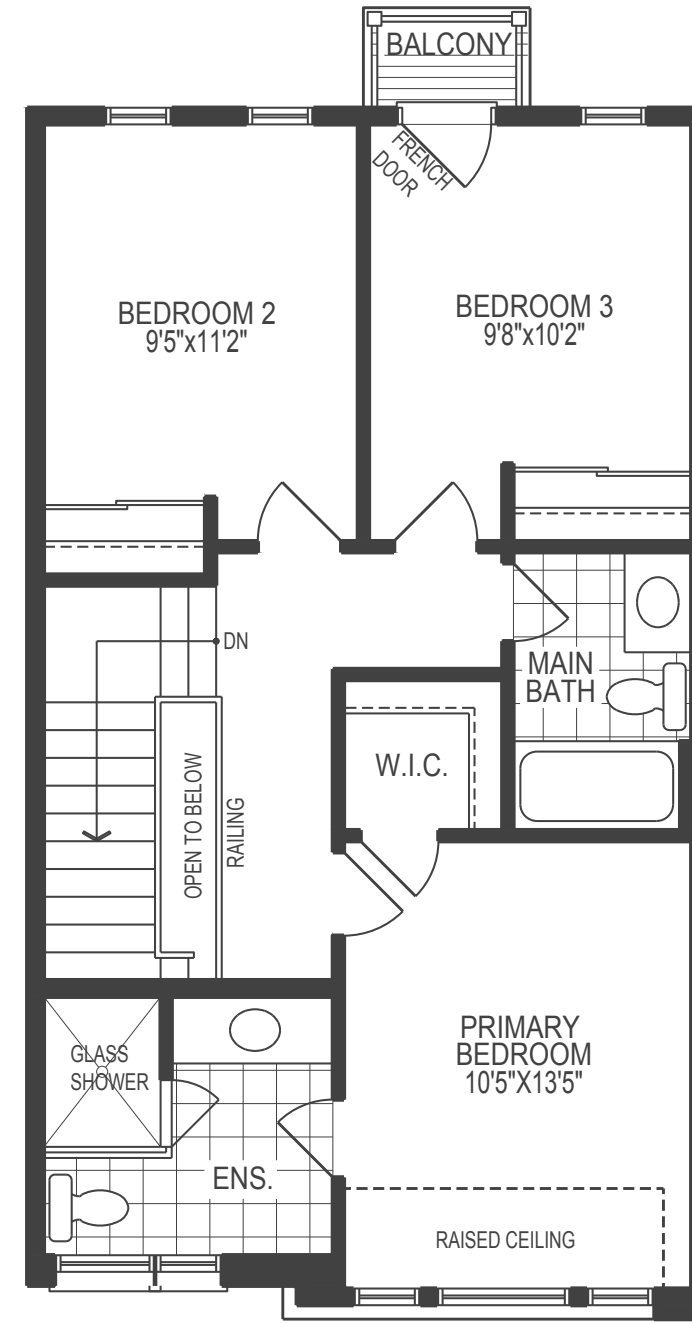 BALCONY
FRENCH
DOOR
BEDROOM 2
9'5"x11'2"
BEDROOM 3
9'8"x10'2"
DN
MAIN
BATH
W.I.C.
OPEN TO BELOW
RAILING
PRIMARY
BEDROOM
10'5"X13'5"
GLASS
SHOWER
ENS.
RAISED CEILING